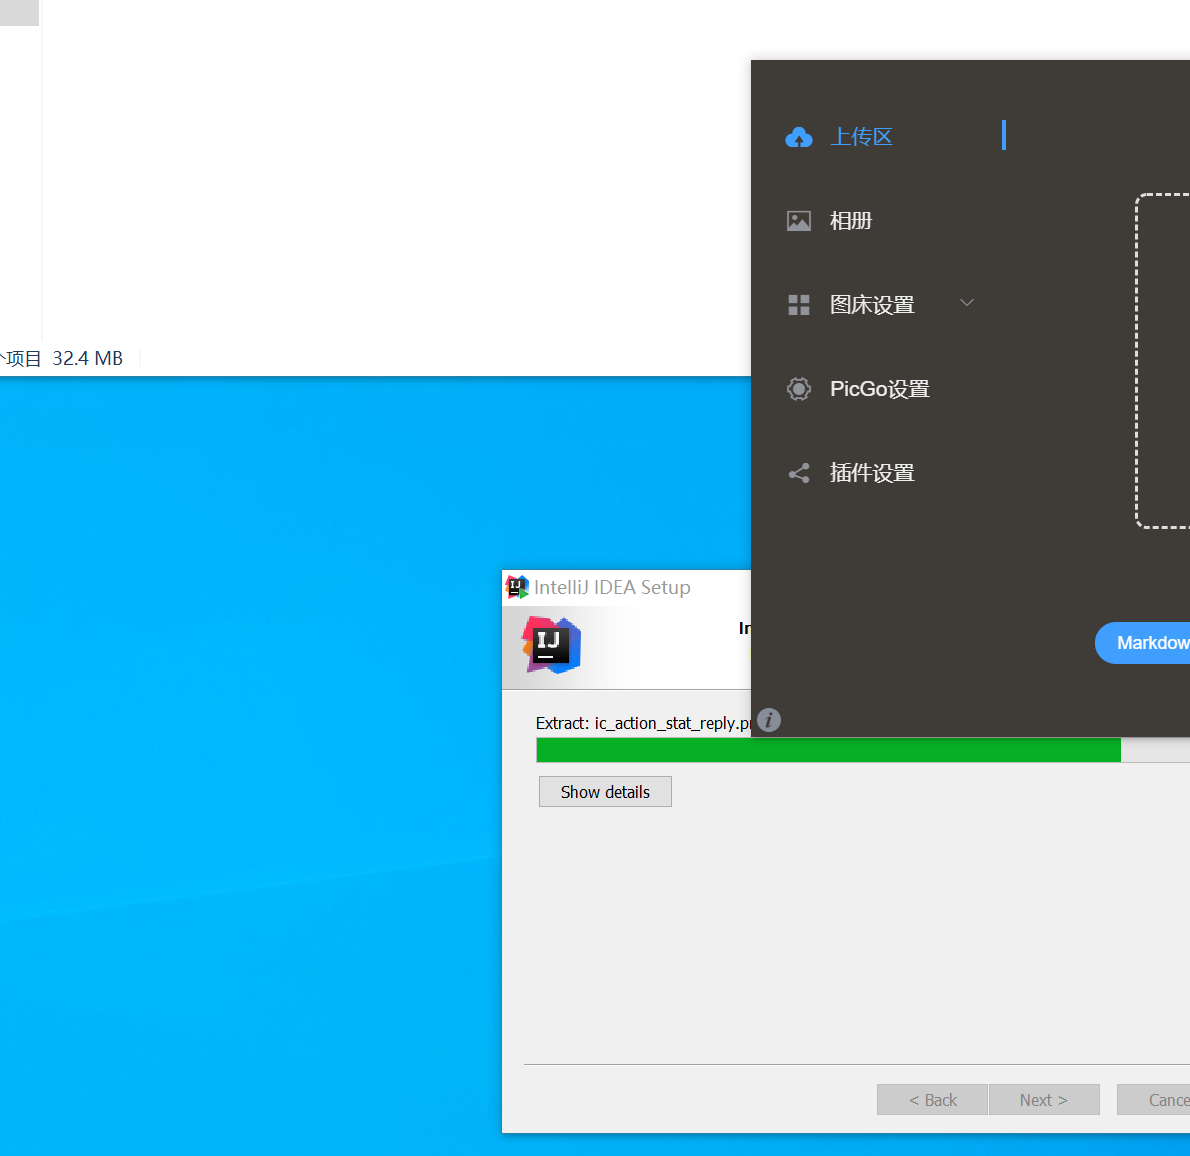 上传区
相册
图床设置
个项目 32.4 MB
PicGo设置
插件设置
IntelliJ IDEA Setup
IJ
Markdow
Extract: ic_action_stat_reply.p
Show details
< Back
Next >
Cance